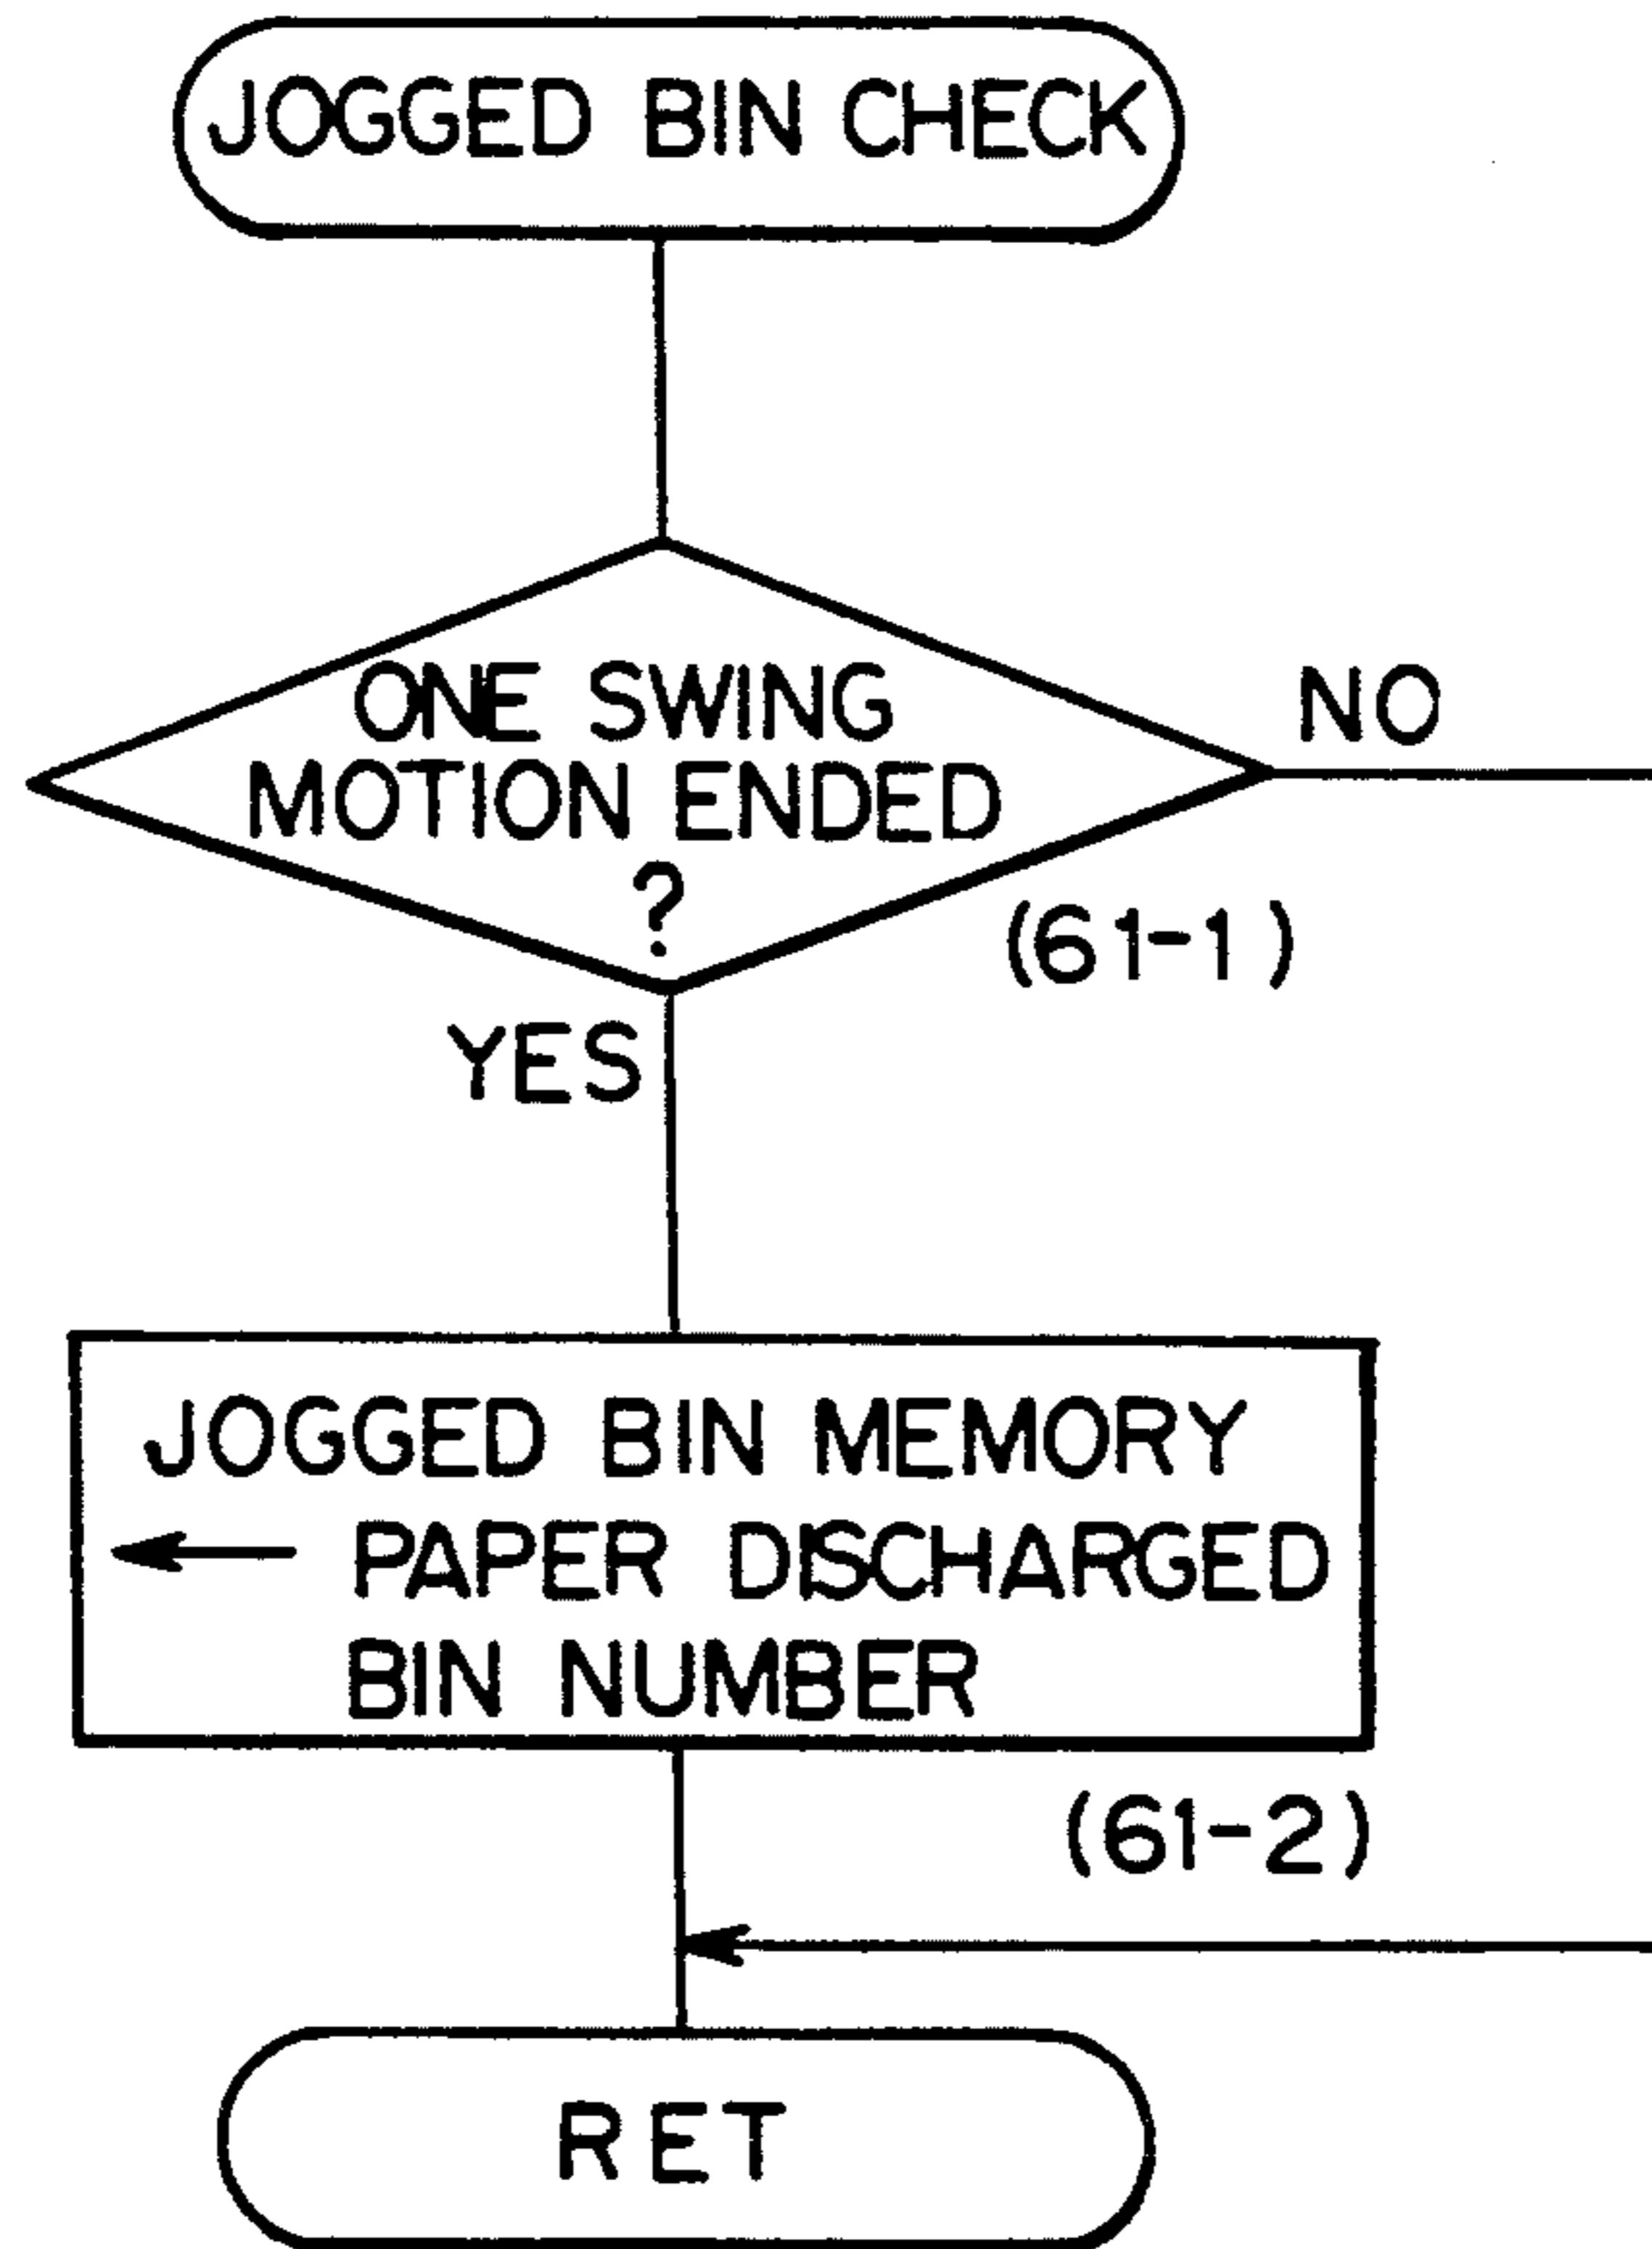 JOGGED BIN CHECK
ONE SWING
MOTION ENDED
?
NO
(61-1)
YES
JOGGED BIN MEMORY
← PAPER DISCHARGED
BIN NUMBER
(61-2)
RET